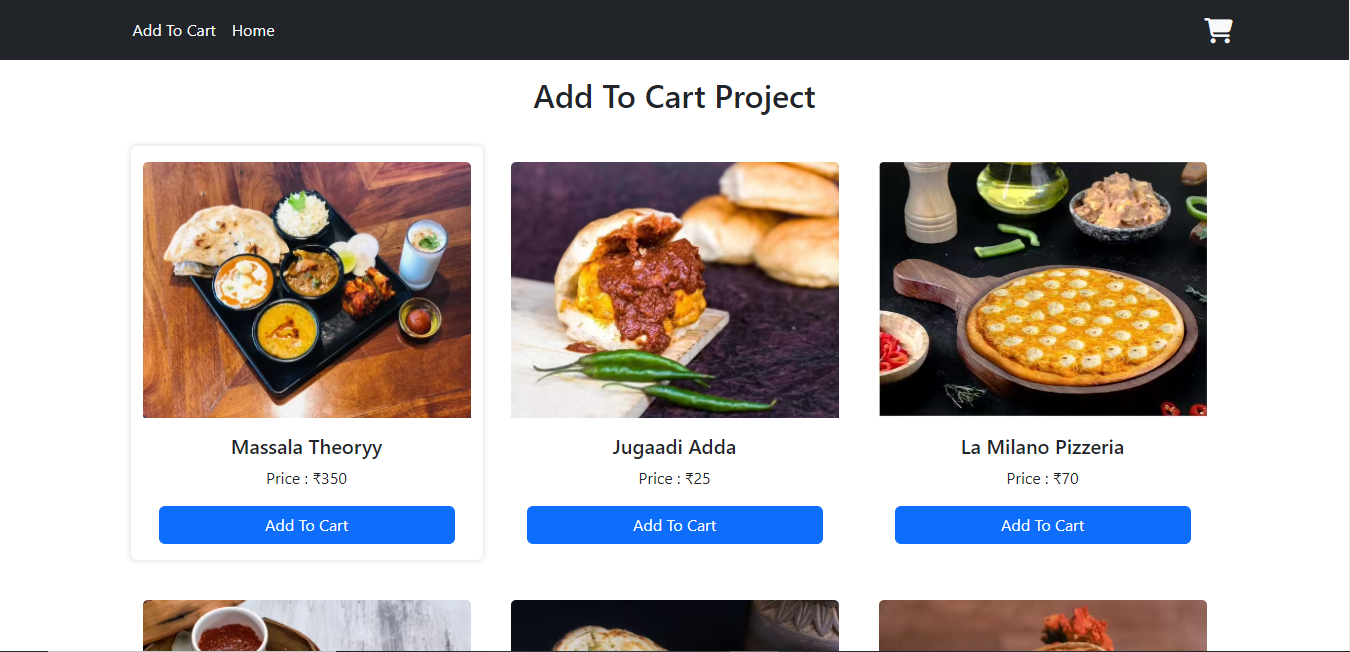 Add To Cart Home
Add To Cart Project
Massala Theoryy
Price : ₹350
Add To Cart
Jugaadi Adda
Price : ₹25
Add To Cart
La Milano Pizzeria
Price : ₹70
Add To Cart